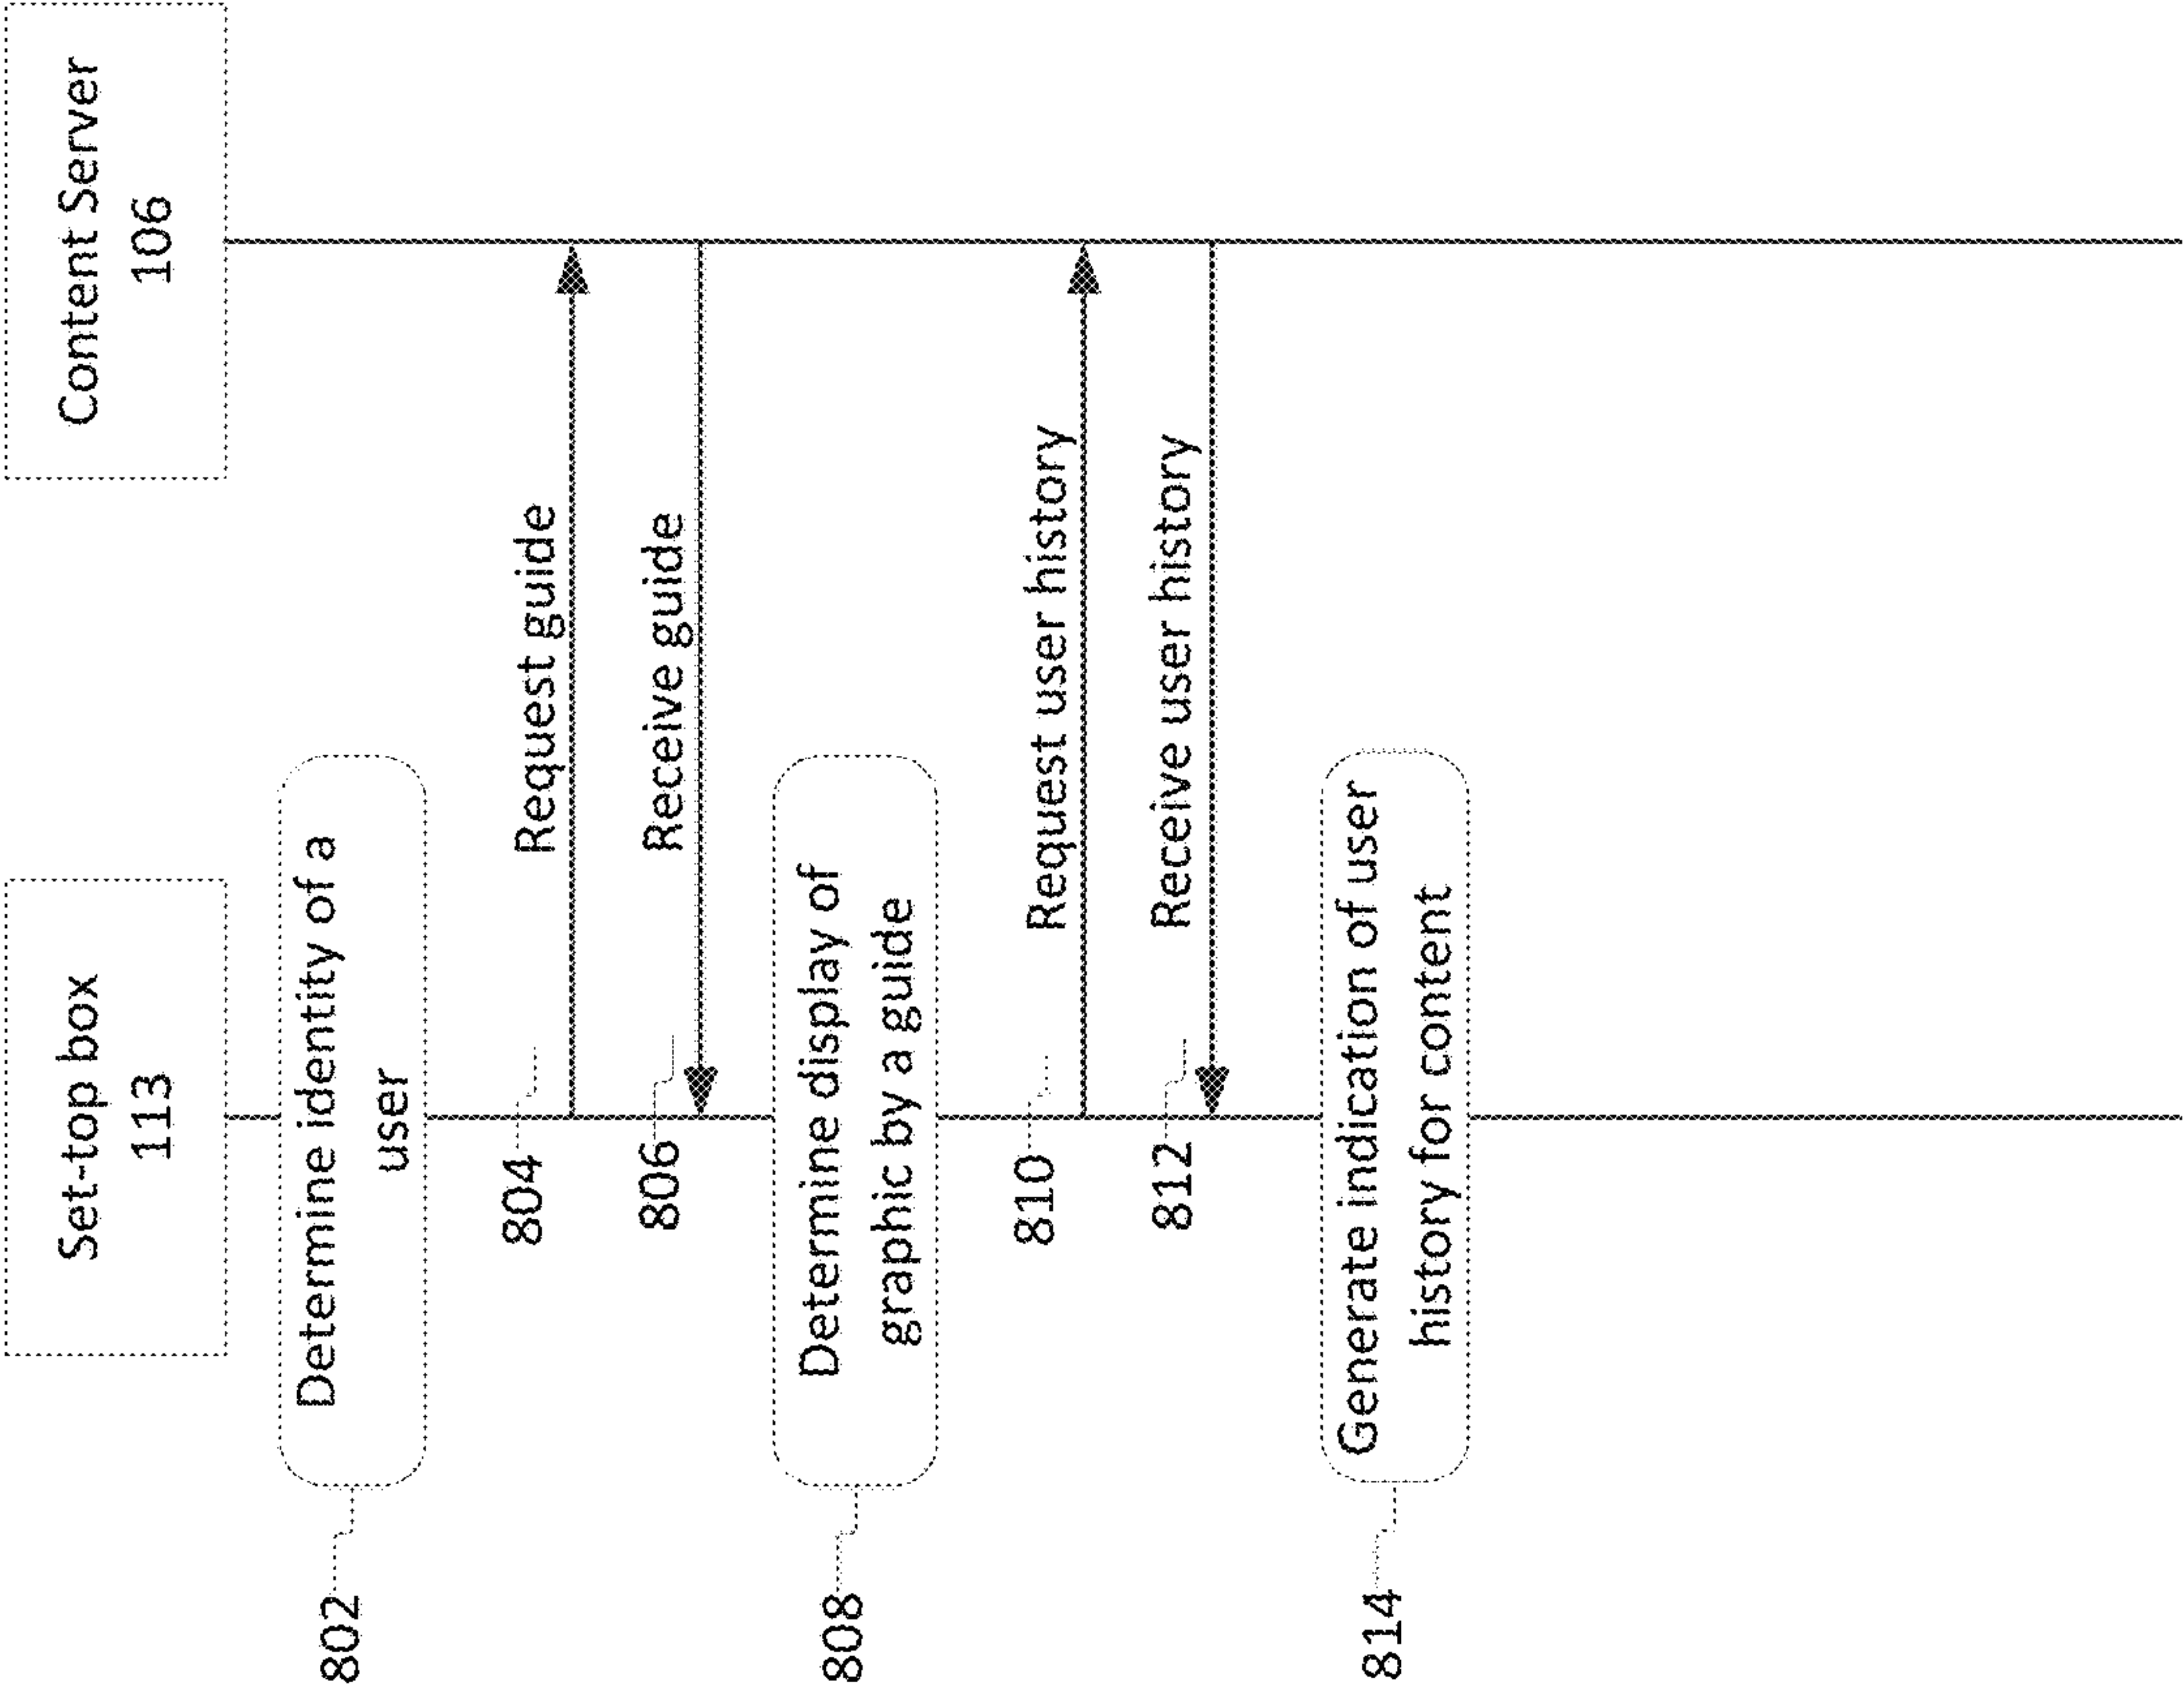 Set-top box
113
Content Server
106
802
Determine identity of a
user
804
Request guide
806
Receive guide
808
Determine display of
graphic by a guide
810
Request user history
812
Receive user history
814
Generate indication of user
history for content